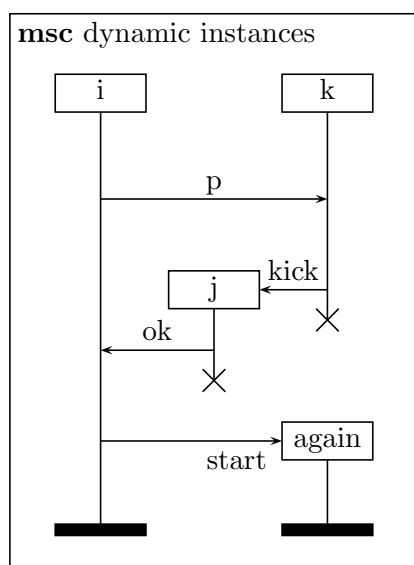 msc dynamic instances
i
k
p
kick
j
ok
again
start